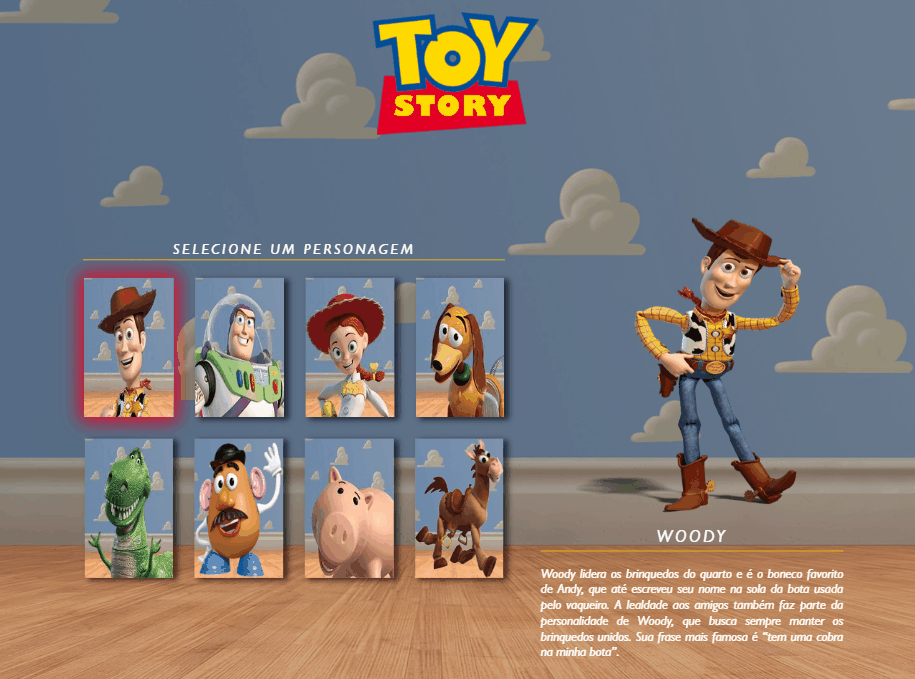 TOY
STORY
SELECIONE UM PERSONAGEM
WOODY
Woody lidera os brinquedos do quarto e é o boneco favorito
de Andy, que até escreveu seu nome na sola da bota usada
pelo vaqueiro. A lealdade aos amigos também faz parte da
personalidade de Woody, que busca sempre manter os
brinquedos unidos. Sua frase mais famosa é "tem uma cobra
na minha bota".